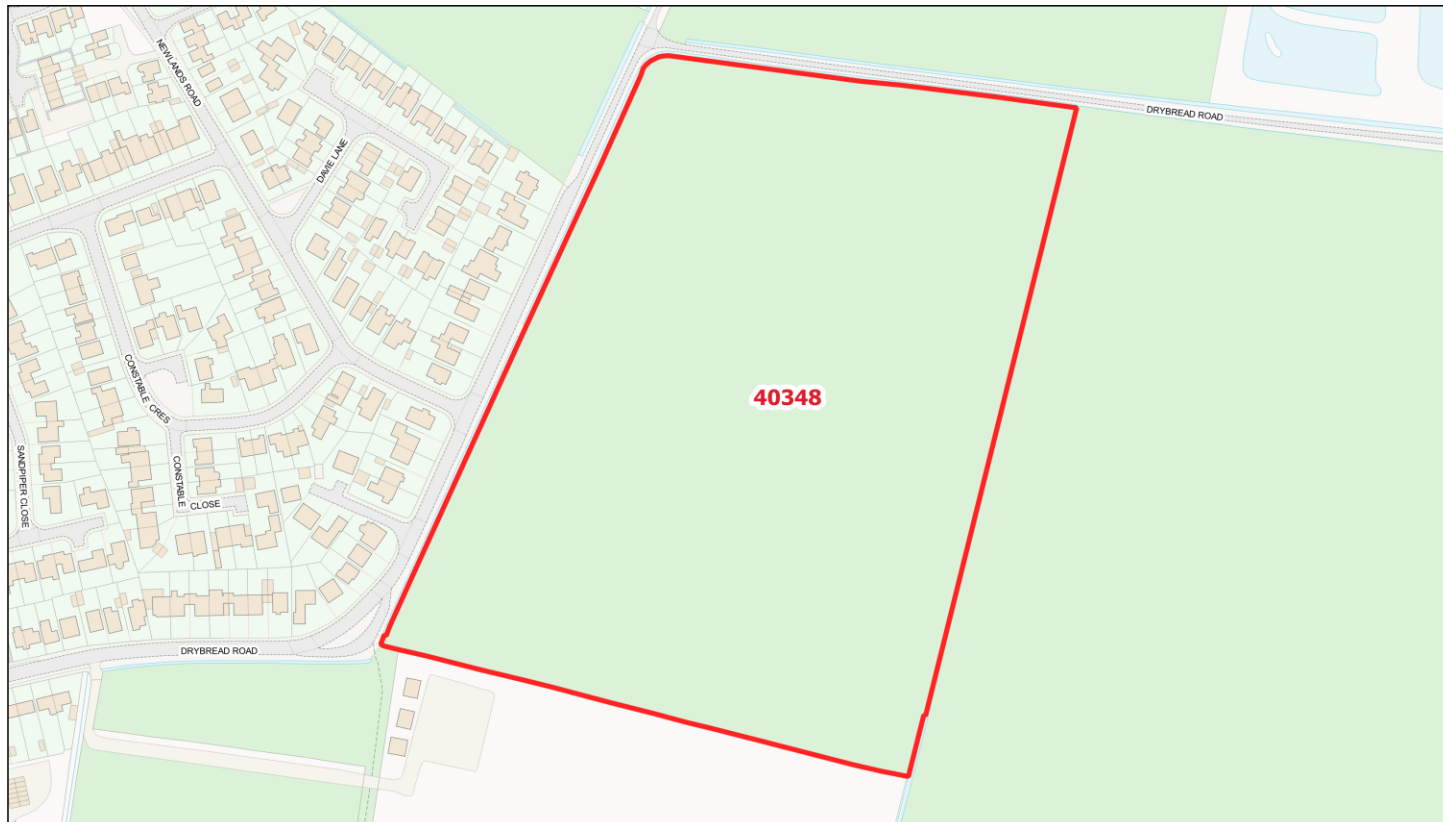 NEWLANDS ROAD
DRYBREAD ROAD
DAVIE LANE
40348
CONSTABLE CRES
SANDPIPER CLOSE
CONSTABLE
CLOSE
DRYBREAD ROAD